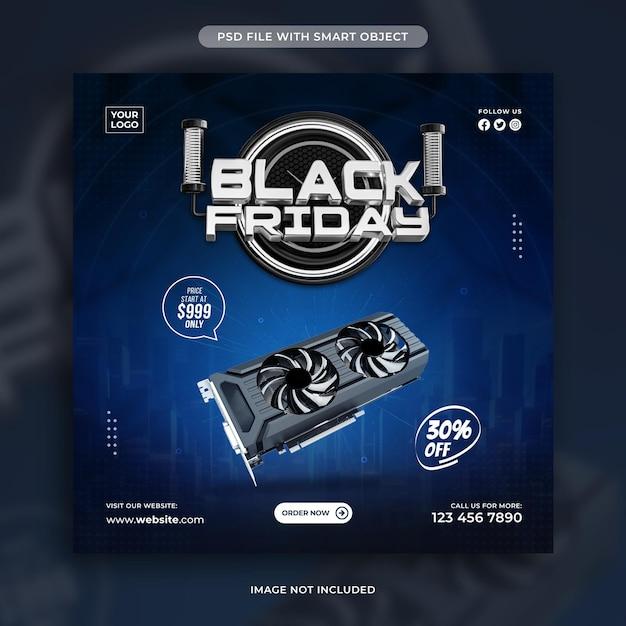 PSD FILE WITH SMART OBJECT
YOUR
LOGO
FOLLOW US
BLACK
FRIDAY
PRICE
START AT
$999
ONLY
30%
OFF
VISIT OUR WEBSITE:
www.website.com
ORDER NOW
CALL FOR MORE:
123 456 7890
IMAGE NOT INCLUDED